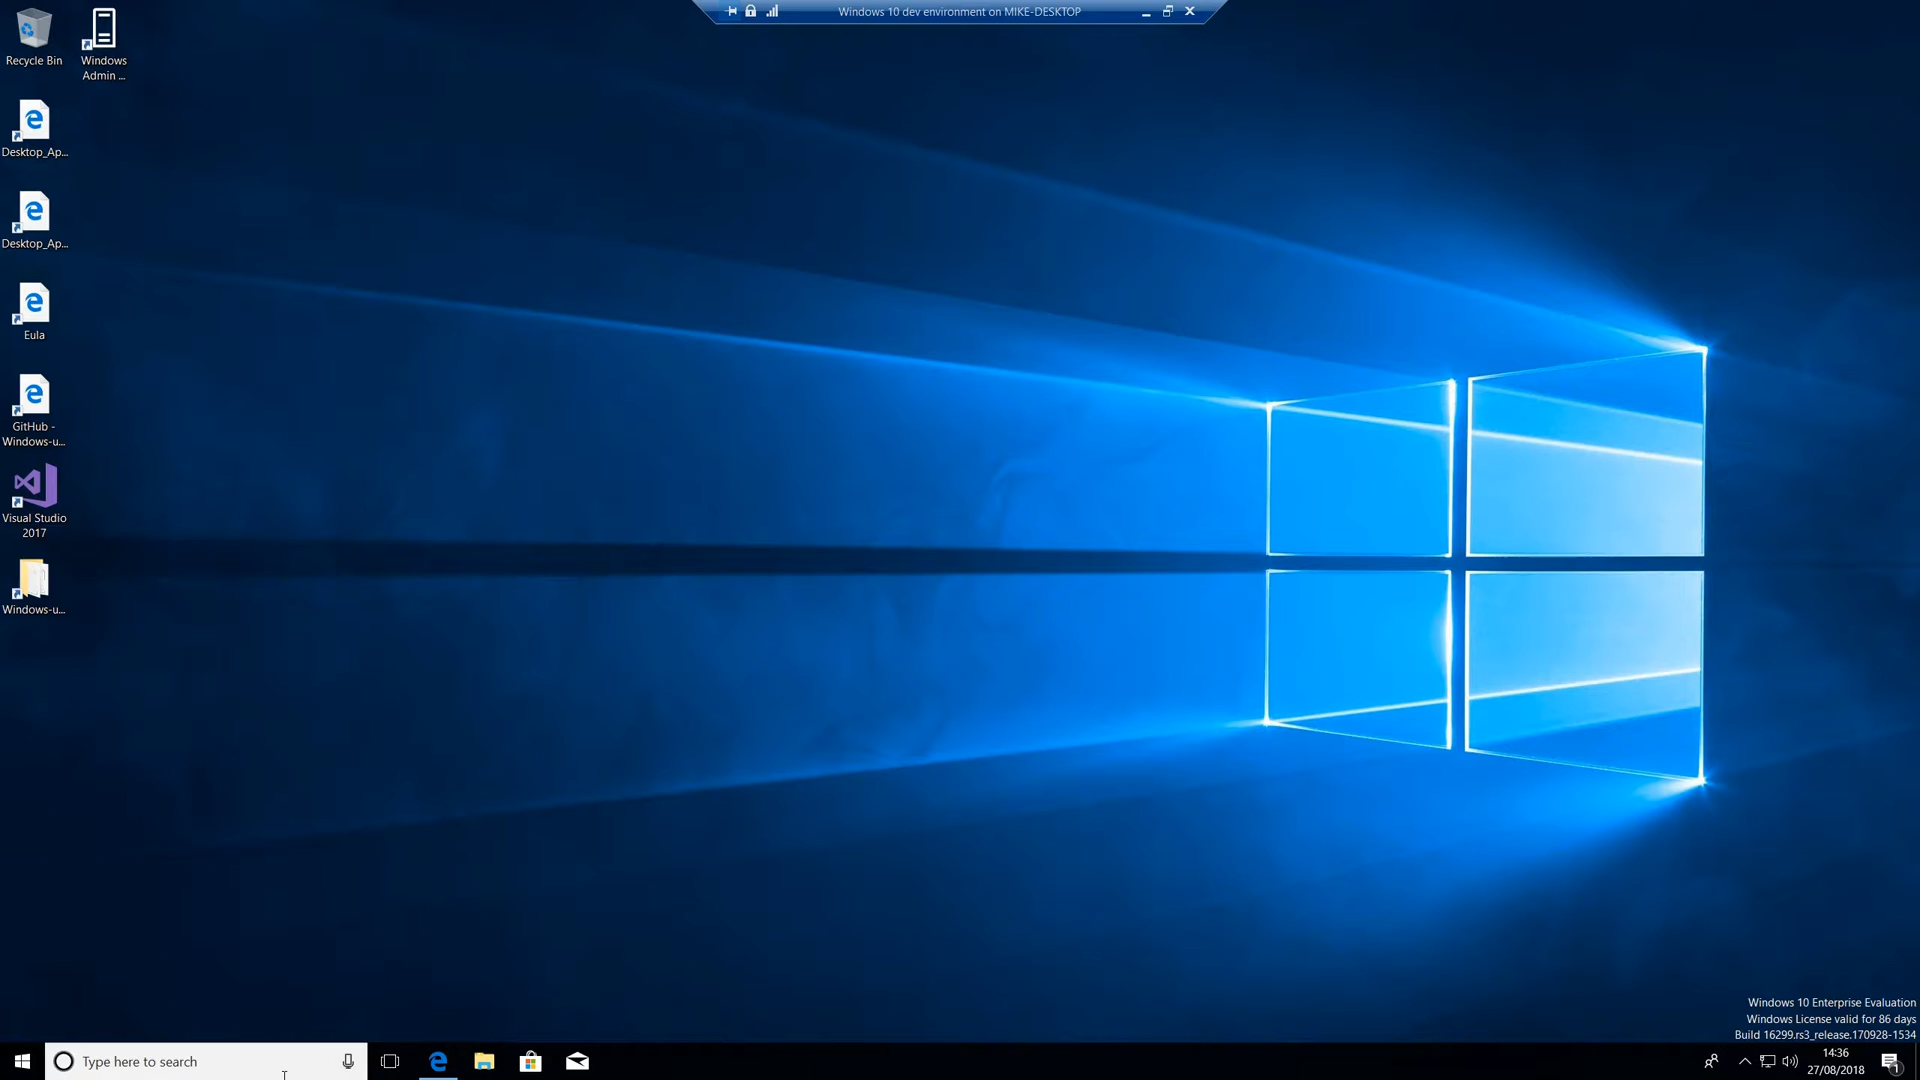 Windows 10 dev environment on MIKE-DESKTOP
Recycle Bin
Windows
Admin ...
Desktop_Ap...
Desktop_Ap...
Eula
GitHub -
Windows-u...
Visual Studio
2017
Windows-u...
Windows 10 Enterprise Evaluation
Windows License valid for 86 days
Build 16299.rs3_release.170928-1534
Type here to search
14:36
27/08/2018
1